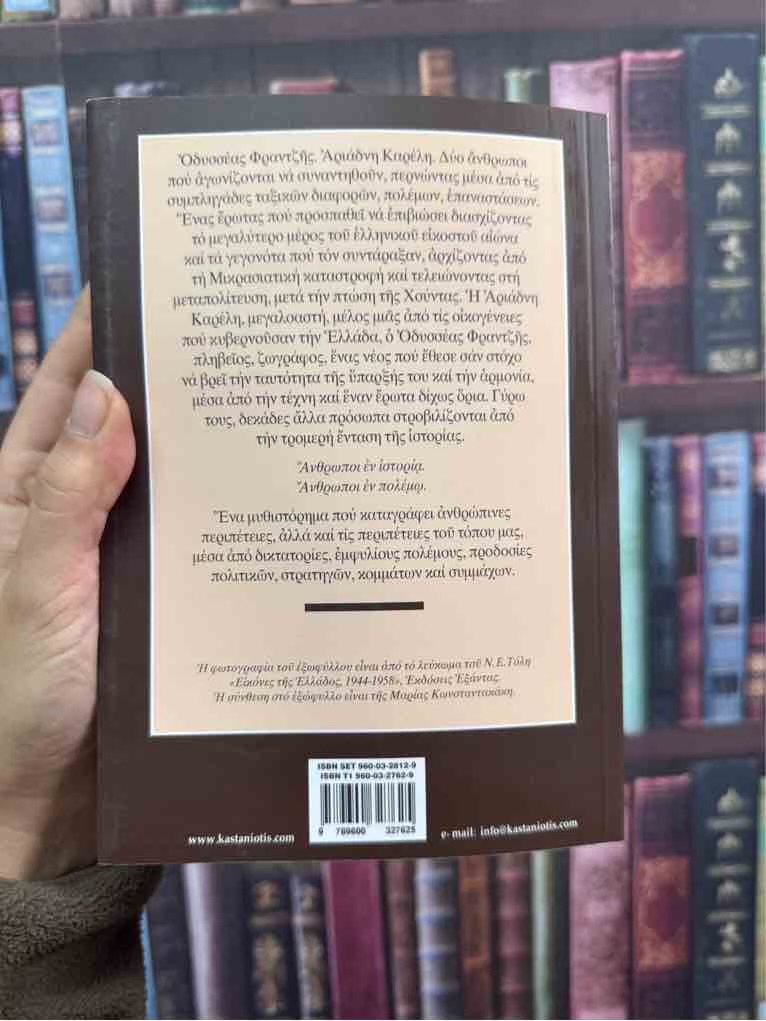 Ὀδυσσέας Φραντζῆς. Ἀριάδνη Καρέλη. Δύο ἄνθρωποι
πού ἀγωνίζονται νά συναντηθοῦν, περνώντας μέσα ἀπό τίς
συμπληγάδες ταξικῶν διαφορῶν, πολέμων, ἐπαναστάσεων.
Ἕνας ἔρωτας πού προσπαθεῖ νά ἐπιβιώσει διασχίζοντας
τό μεγαλύτερο μέρος τοῦ ἑλληνικοῦ εἰκοστοῦ αἰώνα
καί τά γεγονότα πού τόν συντάραξαν, ἀρχίζοντας ἀπό
τή Μικρασιατική καταστροφή καί τελειώνοντας στή
μεταπολίτευση, μετά τήν πτώση τῆς Χούντας. Ἡ Ἀριάδνη
Καρέλη, μεγαλοαστή, μέλος μιᾶς ἀπό τίς οἰκογένειες
πού κυβερνοῦσαν τήν Ἑλλάδα, ὁ Ὀδυσσέας Φραντζῆς,
πληβεῖος, ζωγράφος, ἕνας νέος πού ἔθεσε σάν στόχο
νά βρεῖ τήν ταυτότητα τῆς ὕπαρξής του καί τήν ἁρμονία,
μέσα ἀπό τήν τέχνη καί ἕναν ἔρωτα δίχως ὅρια. Γύρω
τους, δεκάδες ἄλλα πρόσωπα στροβιλίζονται ἀπό
τήν τρομερή ἔνταση τῆς ἱστορίας.
Ἄνθρωποι ἐν ἱστορίᾳ.
Ἄνθρωποι ἐν πολέμῳ.
Ἕνα μυθιστόρημα πού καταγράφει ἀνθρώπινες
περιπέτειες, ἀλλά καί τίς περιπέτειες τοῦ τόπου μας,
μέσα ἀπό δικτατορίες, ἐμφυλίους πολέμους, προδοσίες
πολιτικῶν, στρατηγῶν, κομμάτων καί συμμάχων.
Ἡ φωτογραφία τοῦ ἐξωφύλλου εἶναι ἀπό τό λεύκωμα τοῦ Ν. Ε. Τόλη
«Εἰκόνες τῆς Ἑλλάδος, 1944-1958», Ἐκδόσεις Ἐξάντας.
Ἡ σύνθεση στό ἐξώφυλλο εἶναι τῆς Μαρίας Κωνσταντακάκη.
ISBN SET 960-03-2812-9
ISBN T1 960-03-2762-9
9 789600 327625
www.kastaniotis.com
e-mail: info@kastaniotis.com